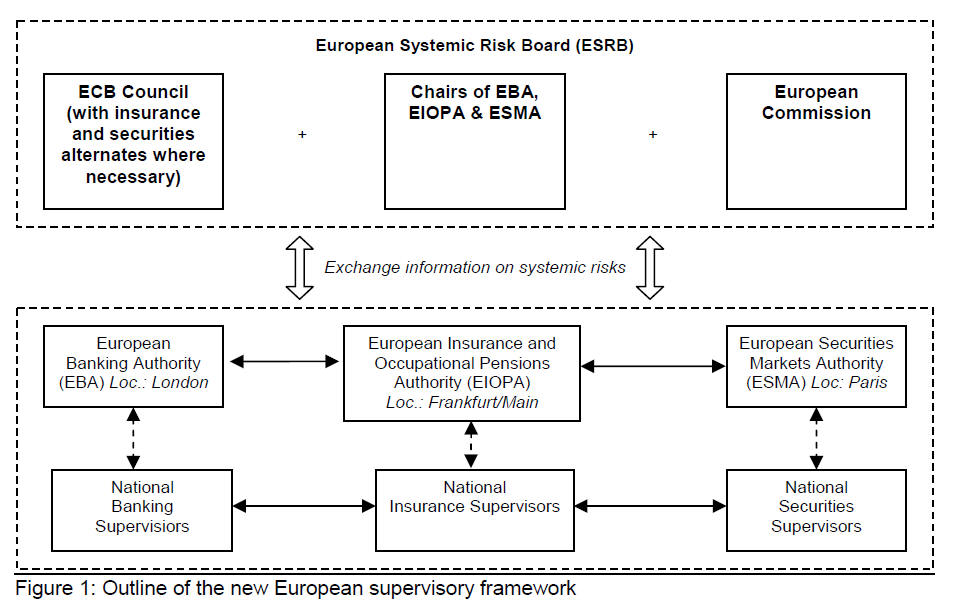 European Systemic Risk Board (ESRB)
ECB Council
(with insurance
and securities
alternates where
necessary)
+
Chairs of EBA,
EIOPA & ESMA
+
European
Commission
Exchange information on systemic risks
European
Banking Authority
(EBA) Loc.: London
European Insurance and
Occupational Pensions
Authority (EIOPA)
Loc.: Frankfurt/Main
European Securities
Markets Authority
(ESMA) Loc: Paris
National
Banking
Supervisiors
National
Insurance Supervisors
National
Securities
Supervisors
Figure 1: Outline of the new European supervisory framework